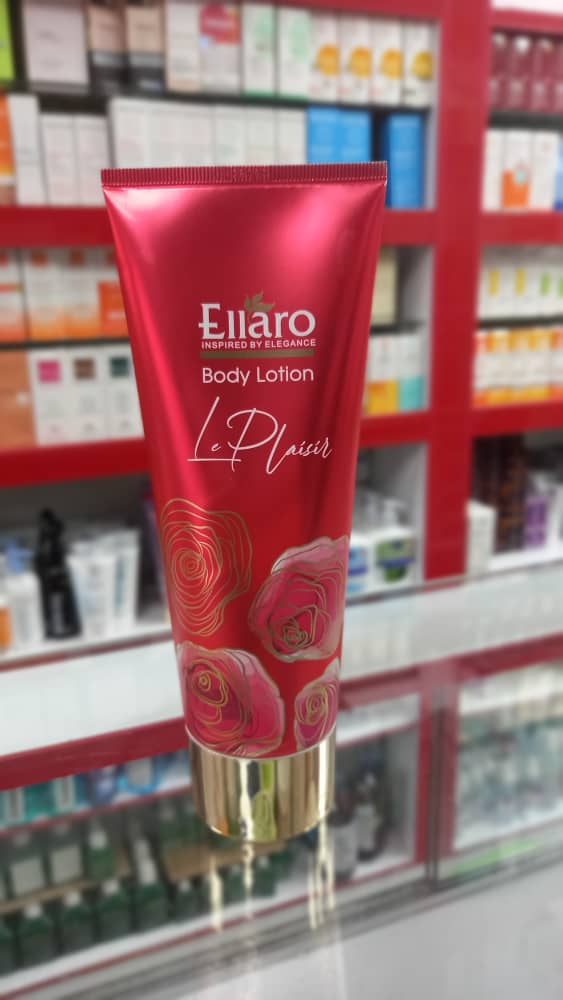 Ellaro
INSPIRED BY ELEGANCE
Body Lotion
Le Plaisir